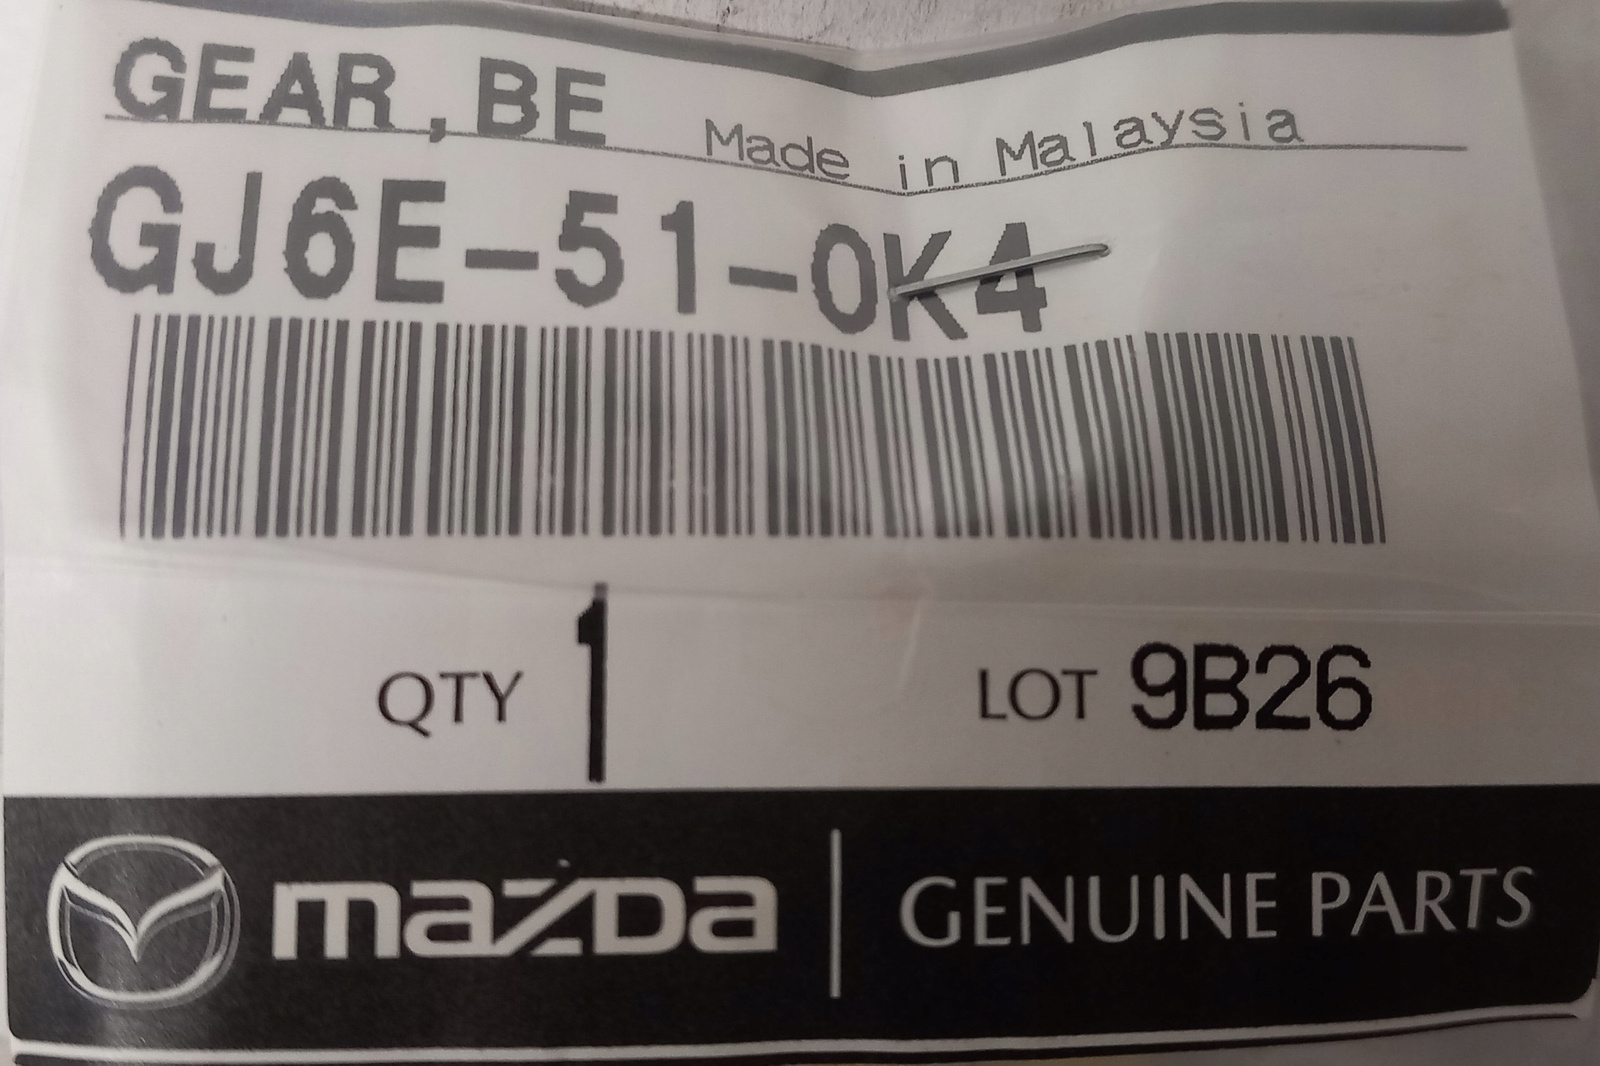 GEAR,BE Made in Malaysia
GJ6E-51-0K4
QTY 1 LOT 9B26
mazda GENUINE PARTS